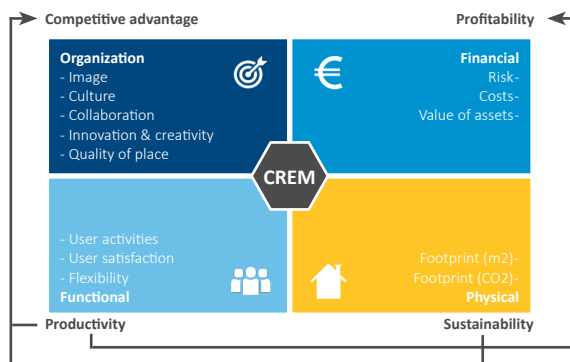 Competitive advantage
Profitability
Organization
- Image
- Culture
- Collaboration
- Innovation & creativity
- Quality of place
€
Financial
Risk-
Costs-
Value of assets-
CREM
- User activities
- User satisfaction
- Flexibility
Functional
Footprint (m2)-
Footprint (CO2)-
Physical
Productivity
Sustainability